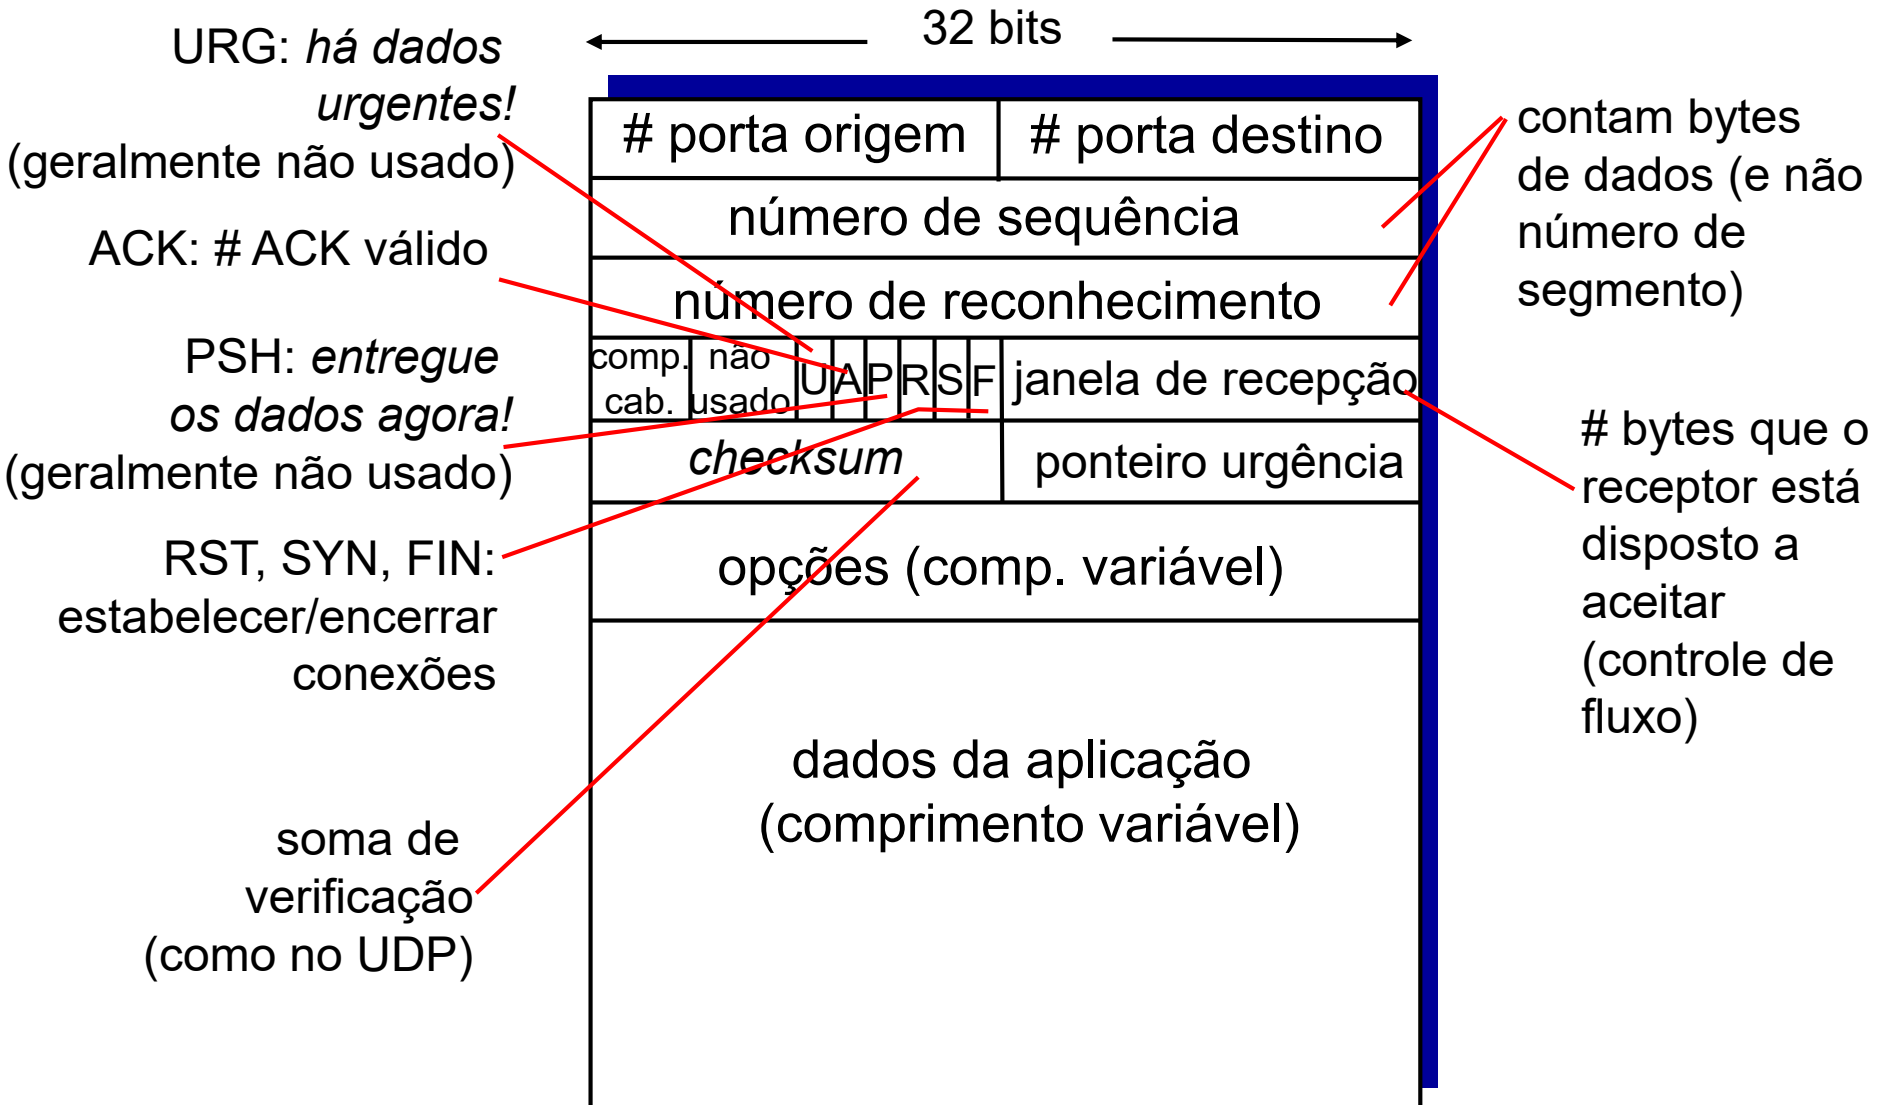 32 bits
URG: há dados
urgentes!
(geralmente não usado)
ACK: # ACK válido
PSH: entregue
os dados agora!
(geralmente não usado)
RST, SYN, FIN:
estabelecer/encerrar
conexões
soma de
verificação
(como no UDP)
# porta origem
# porta destino
número de sequência
número de reconhecimento
comp.
cab.
não
usado
U
A
P
R
S
F
janela de recepção
checksum
ponteiro urgência
opções (comp. variável)
dados da aplicação
(comprimento variável)
contam bytes
de dados (e não
número de
segmento)
# bytes que o
receptor está
disposto a
aceitar
(controle de
fluxo)